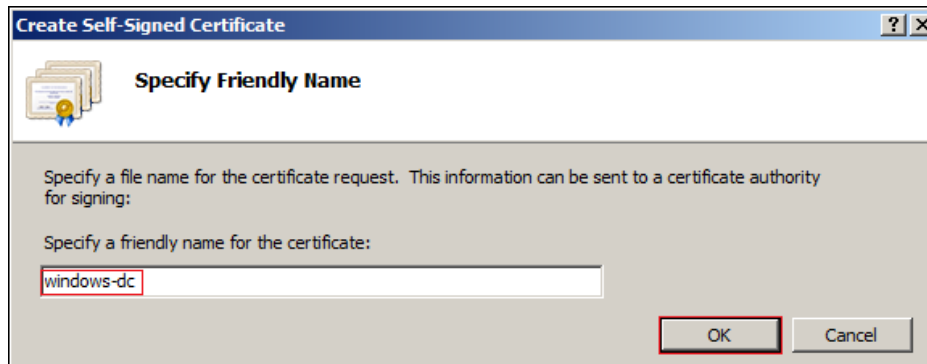 Create Self-Signed Certificate
Specify Friendly Name
Specify a file name for the certificate request. This information can be sent to a certificate authority
for signing:
Specify a friendly name for the certificate:
windows-dc
OK Cancel